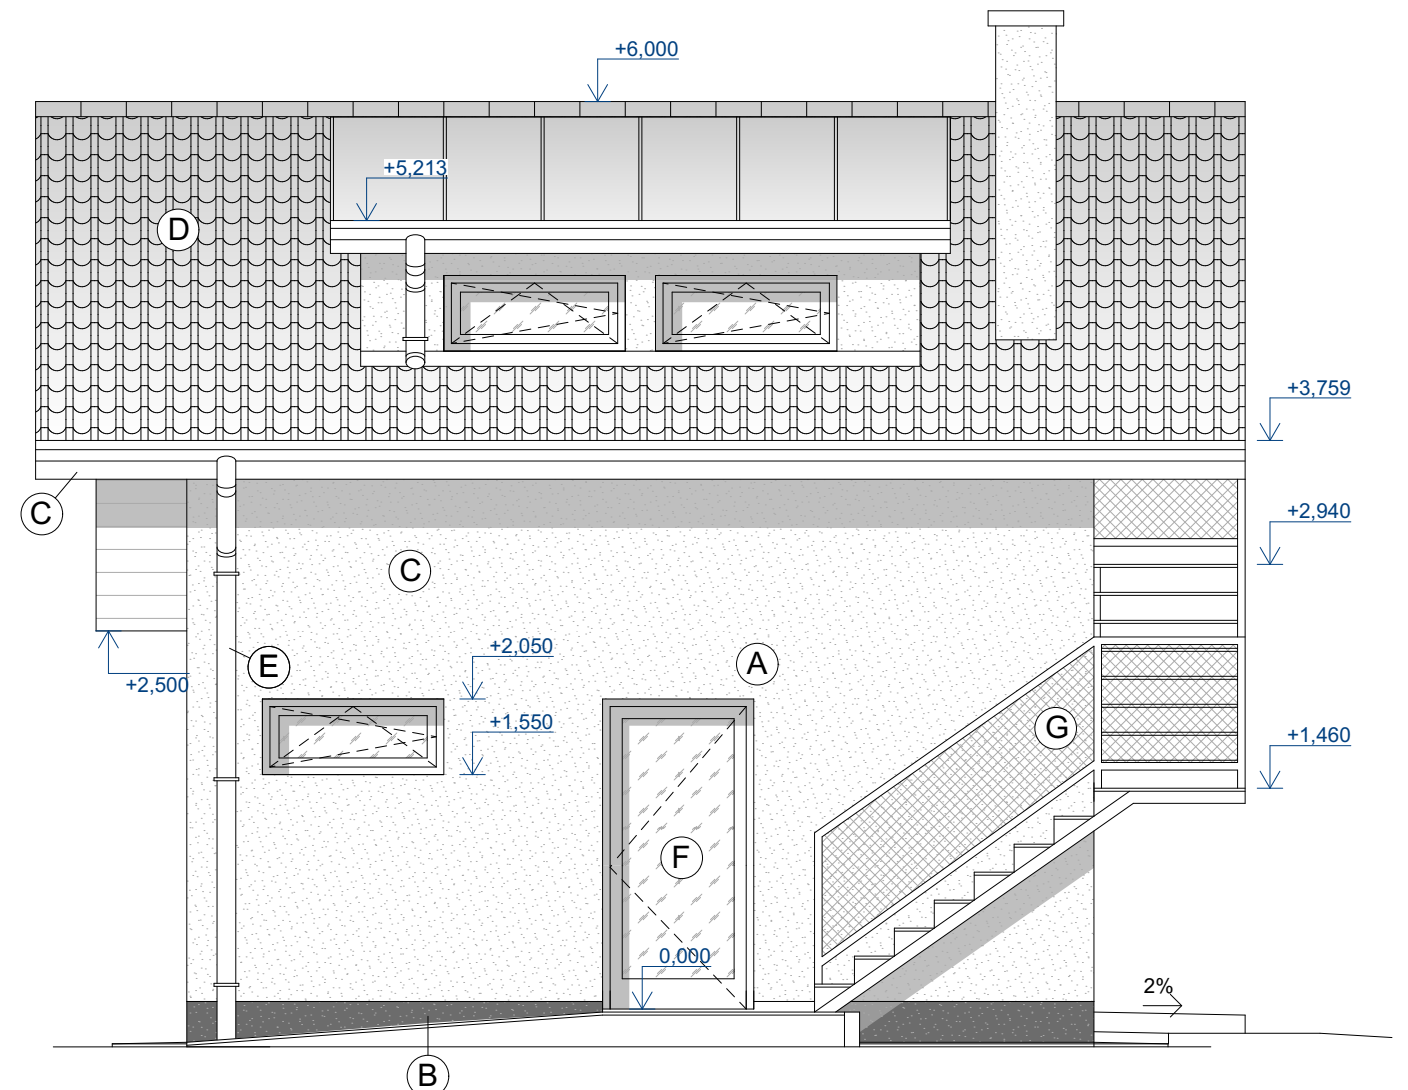 +6,000
+5,213
D
+3,759
C
+2,940
C
+2,050
A
E
+2,500
+1,550
G
+1,460
F
0,000
2%
B